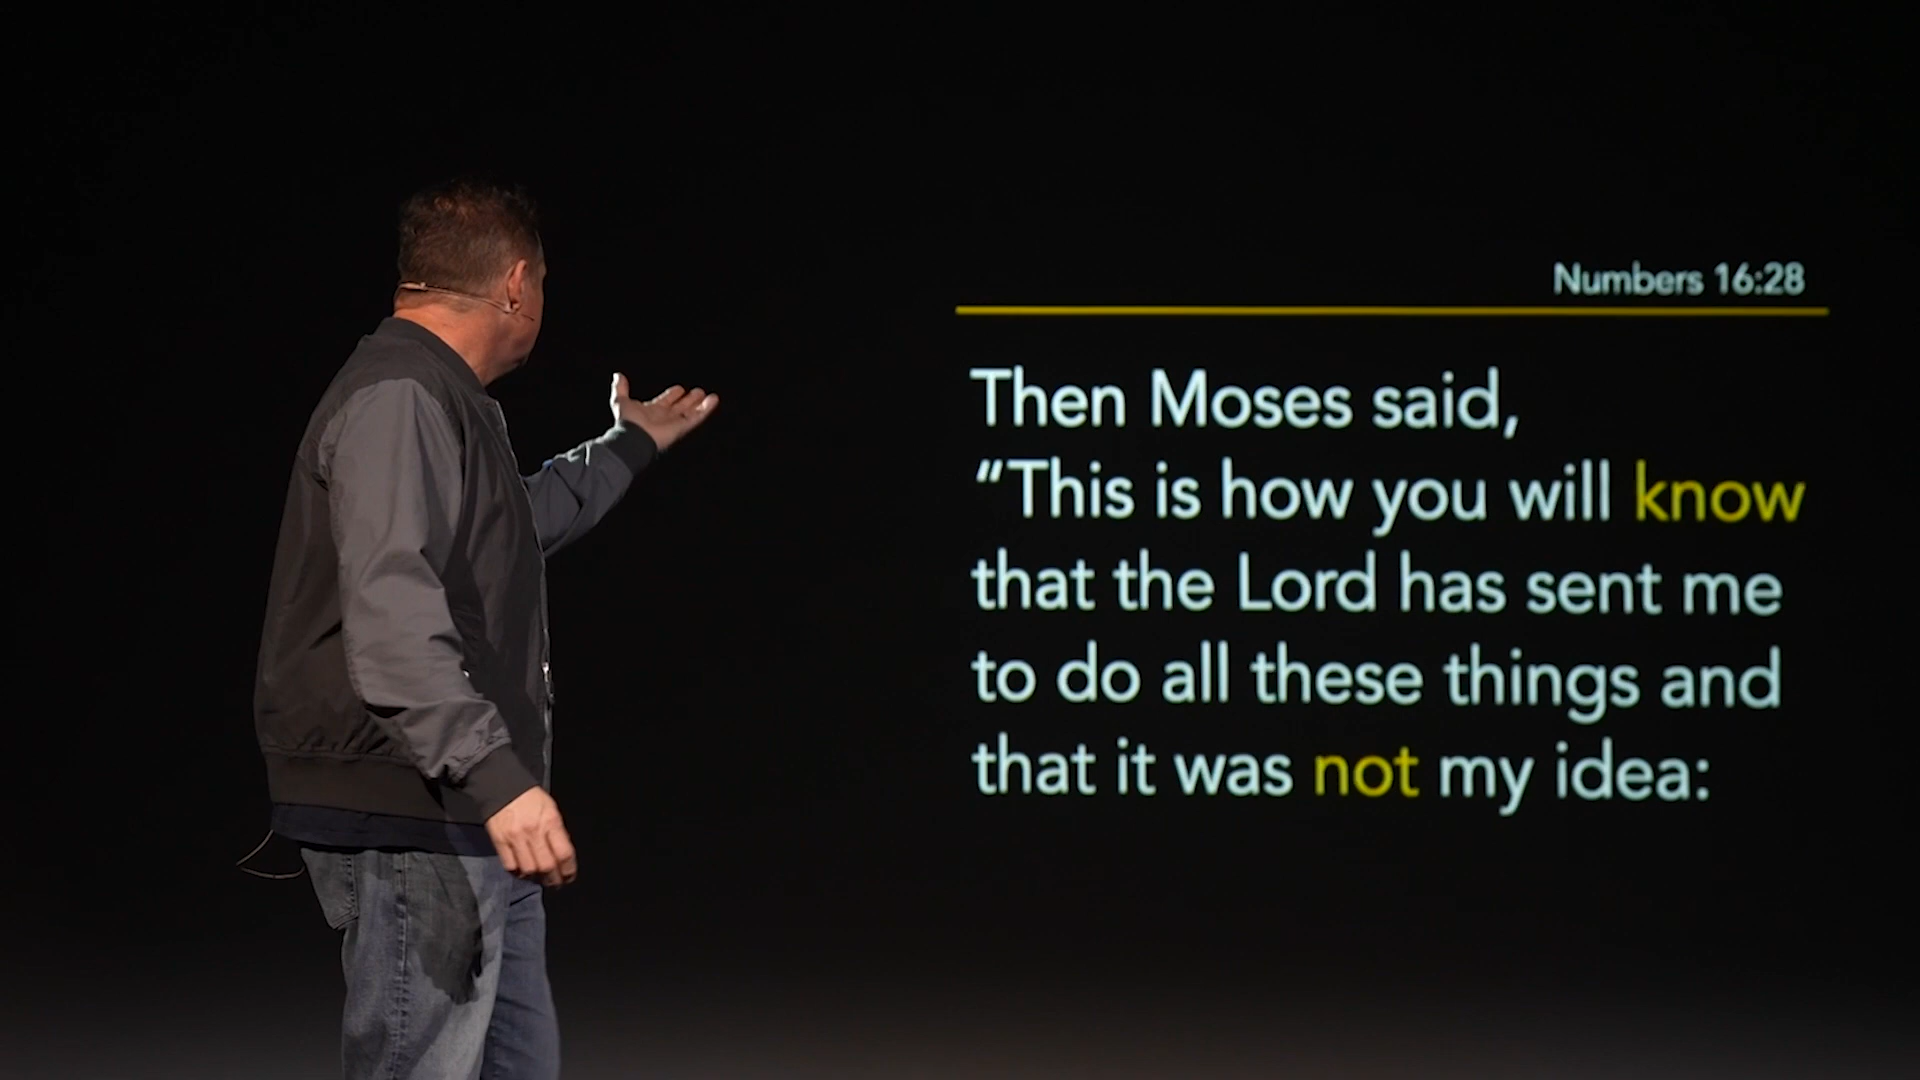 Numbers 16:28
Then Moses said,
“This is how you will know
that the Lord has sent me
to do all these things and
that it was not my idea: